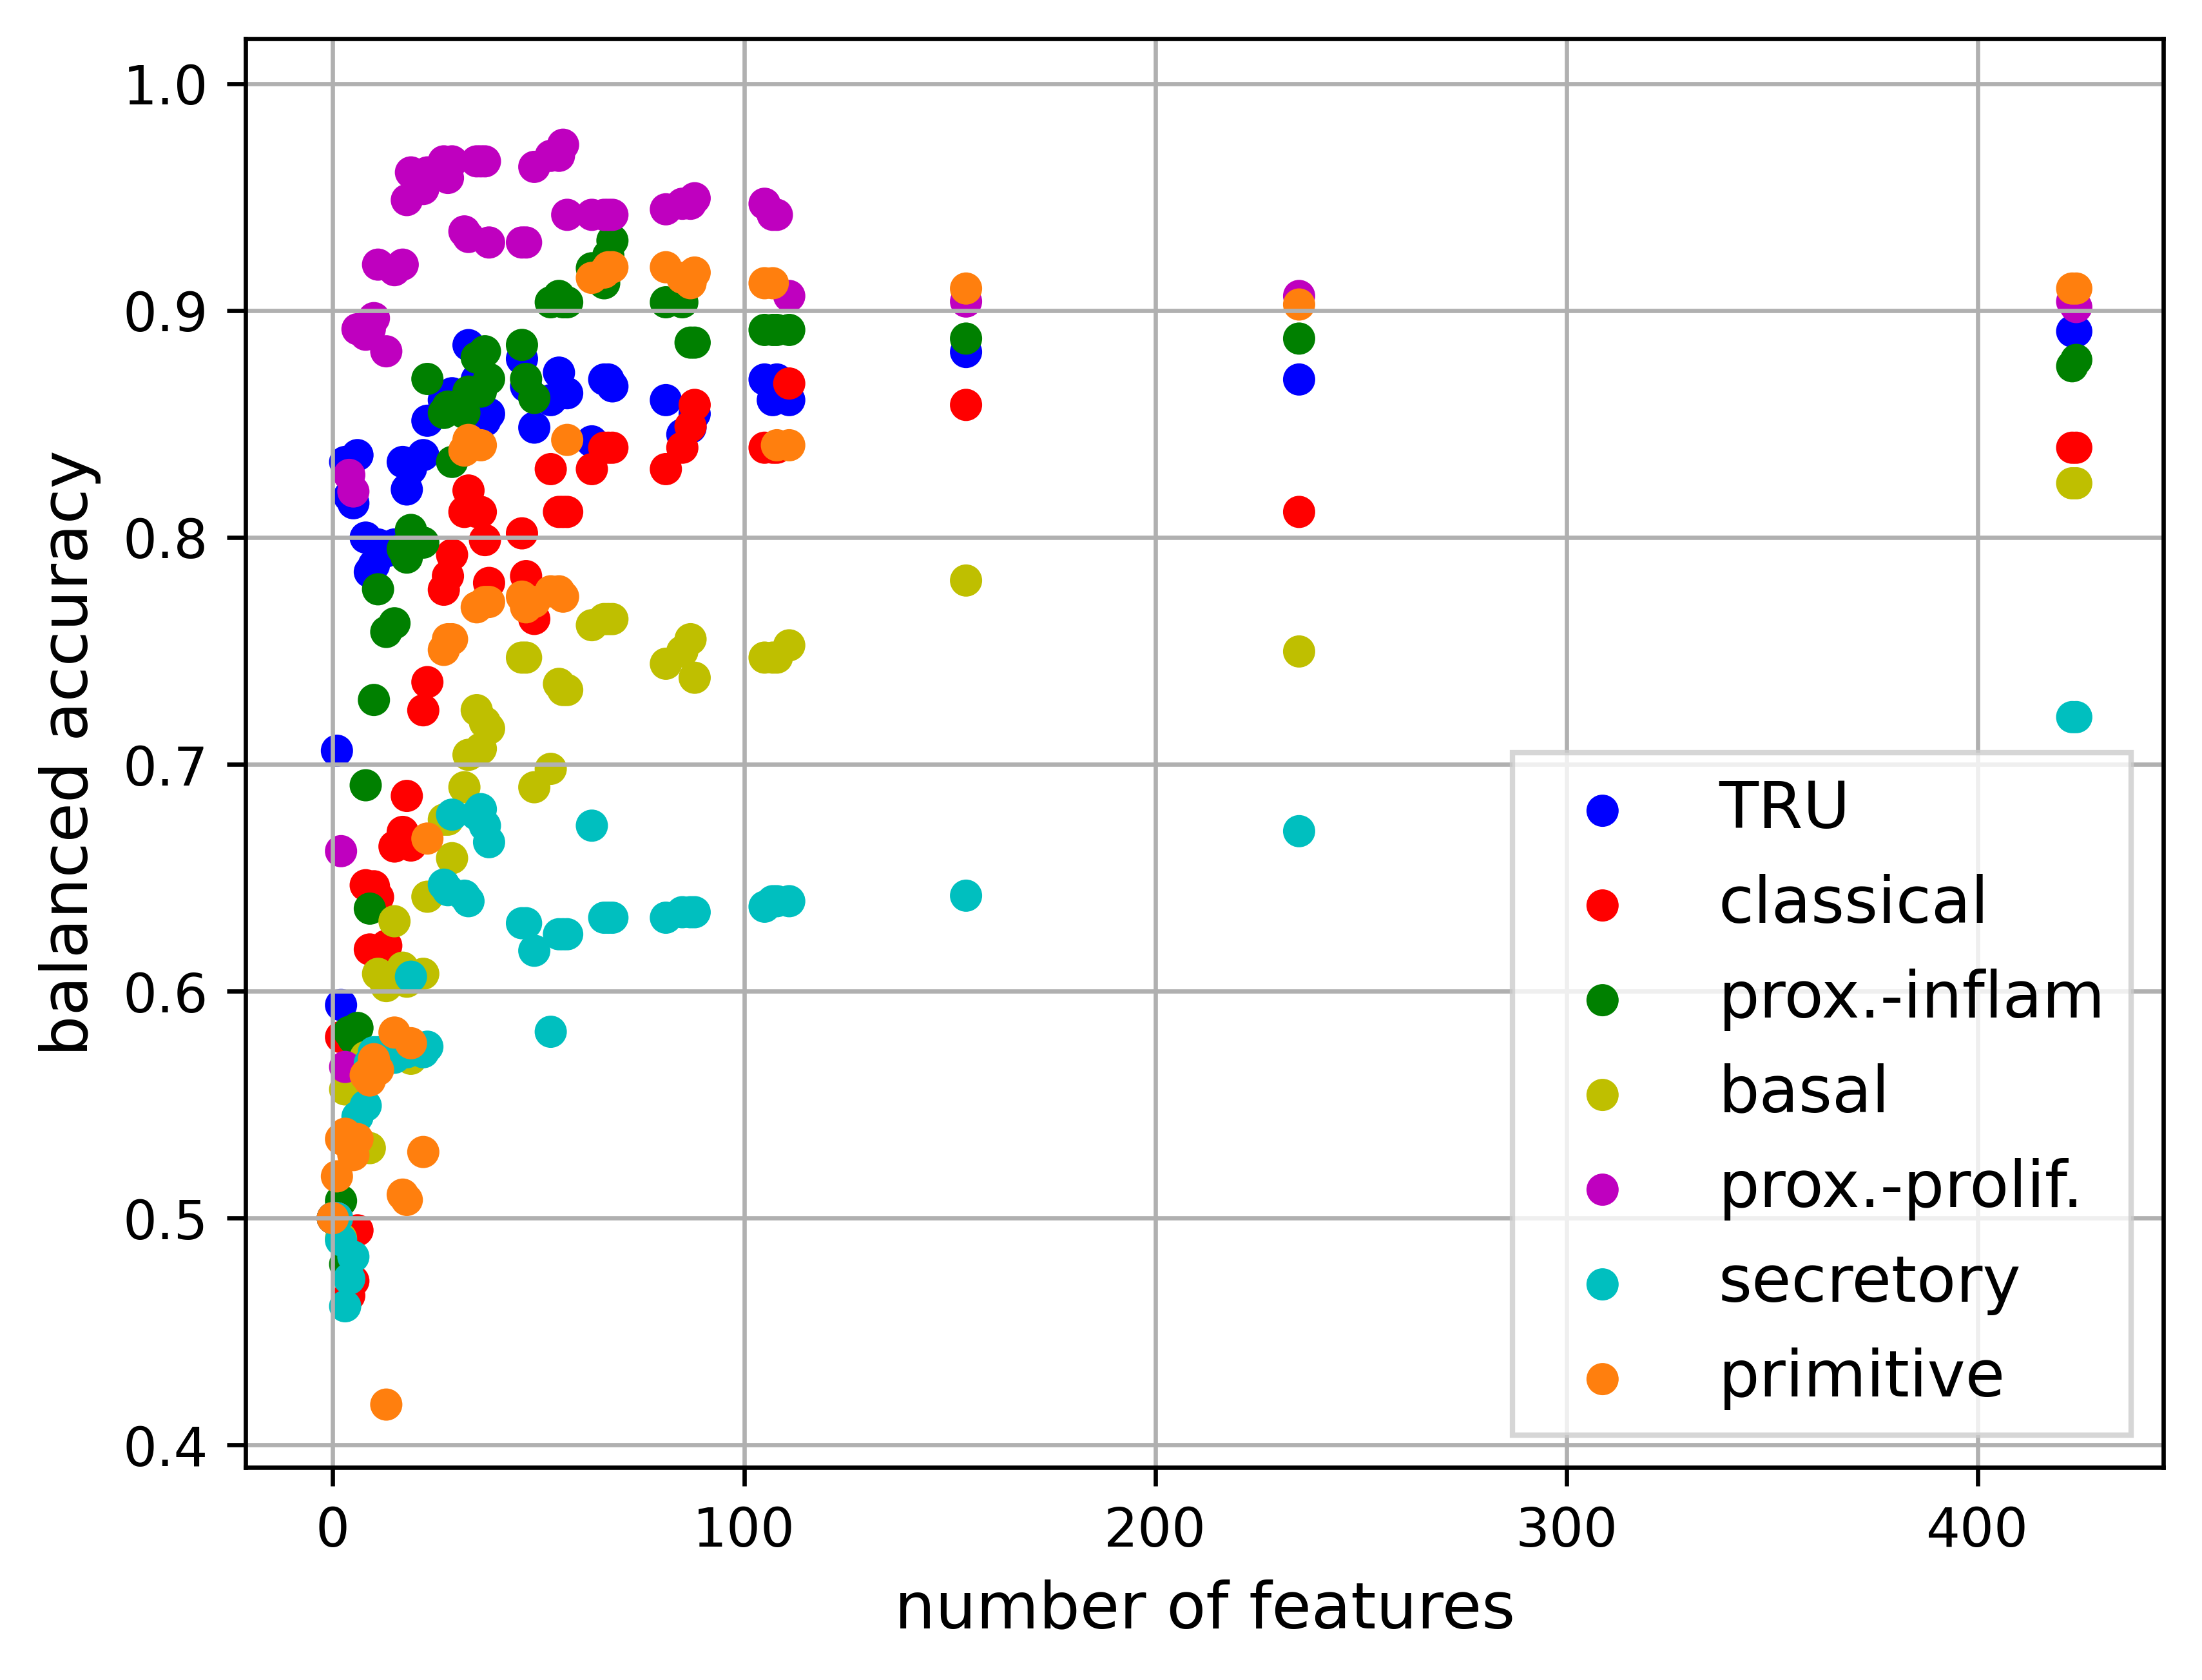 1.0
0.9
0.8
0.7
0.6
0.5
0.4
balanced accuracy
TRU
classical
prox.-inflam
basal
prox.-prolif.
secretory
primitive
0 100 200 300 400
number of features